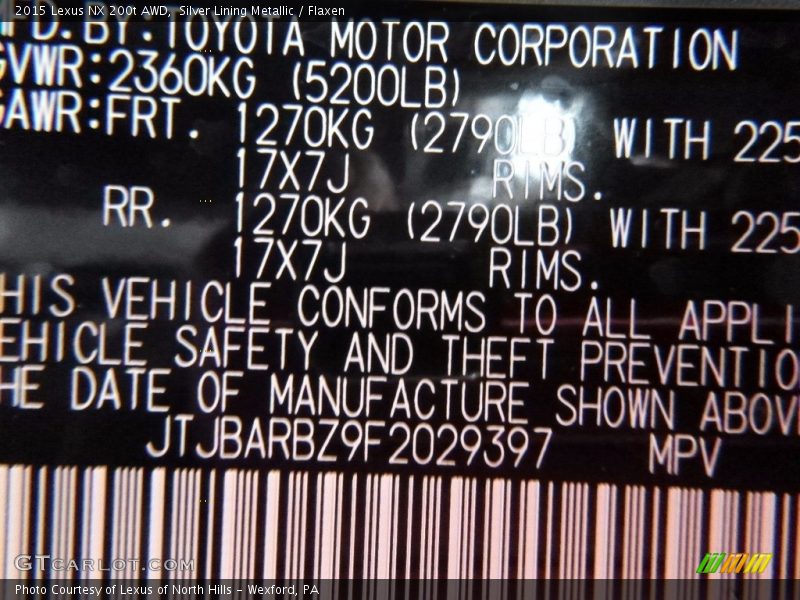 2015 Lexus NX 200t AWD, Silver Lining Metallic / Flaxen
MFD.BY:TOYOTA MOTOR CORPORATION
GVWR:2360KG (5200LB)
GAWR:FRT. 1270KG (2790LB) WITH 225
17X7J RIMS.
RR. 1270KG (2790LB) WITH 225
17X7J RIMS.
HIS VEHICLE CONFORMS TO ALL APPLI
EHICLE SAFETY AND THEFT PREVENTIO
HE DATE OF MANUFACTURE SHOWN ABOV
JTJBARBZ9F2029397 MPV
GTCARLOT.COM
Photo Courtesy of Lexus of North Hills - Wexford, PA